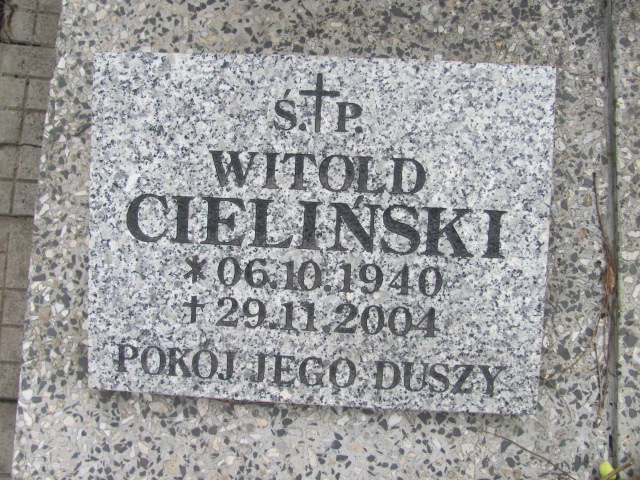 Ś.P.
WITOLD
CIELIŃSKI
* 06.10.1940
✝ 29.11.2004
POKÓJ JEGO DUSZY